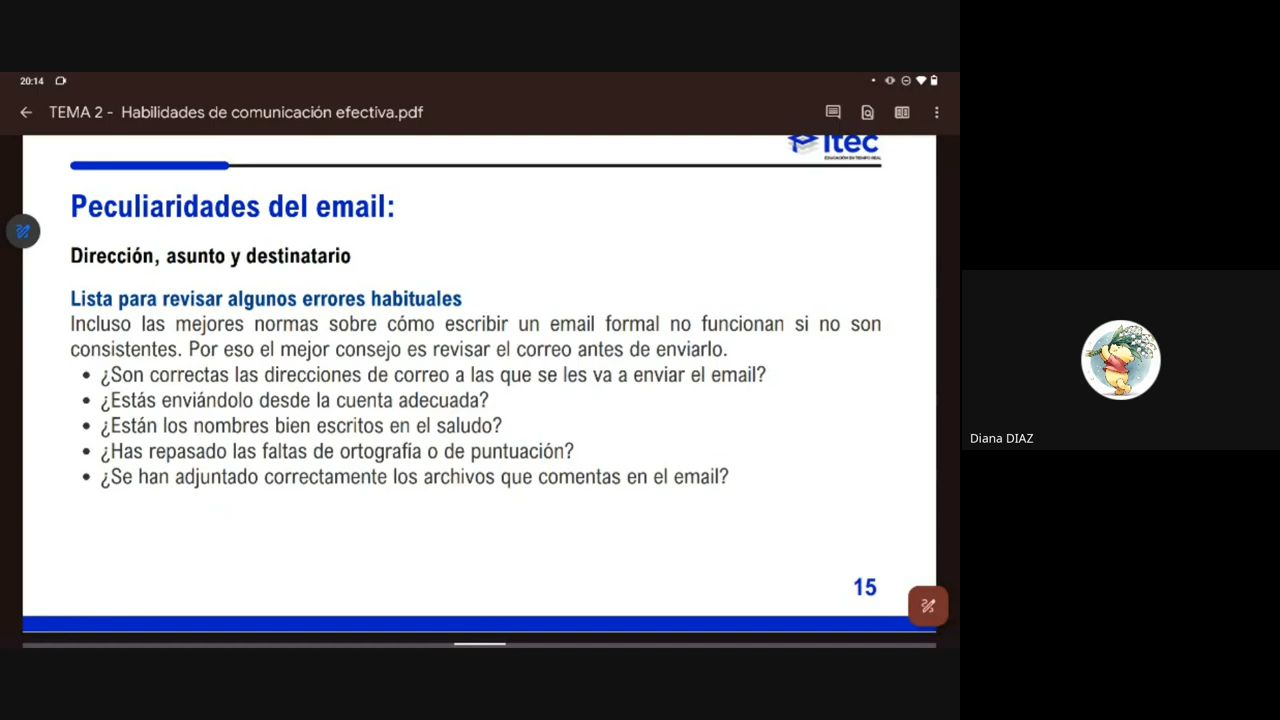 20:14
TEMA 2 - Habilidades de comunicación efectiva.pdf
itec
EDUCACIÓN EN TIEMPO REAL
Peculiaridades del email:
Dirección, asunto y destinatario
Lista para revisar algunos errores habituales
Incluso las mejores normas sobre cómo escribir un email formal no funcionan si no son
consistentes. Por eso el mejor consejo es revisar el correo antes de enviarlo.
• ¿Son correctas las direcciones de correo a las que se les va a enviar el email?
• ¿Estás enviándolo desde la cuenta adecuada?
• ¿Están los nombres bien escritos en el saludo?
• ¿Has repasado las faltas de ortografía o de puntuación?
• ¿Se han adjuntado correctamente los archivos que comentas en el email?
15
Diana DIAZ